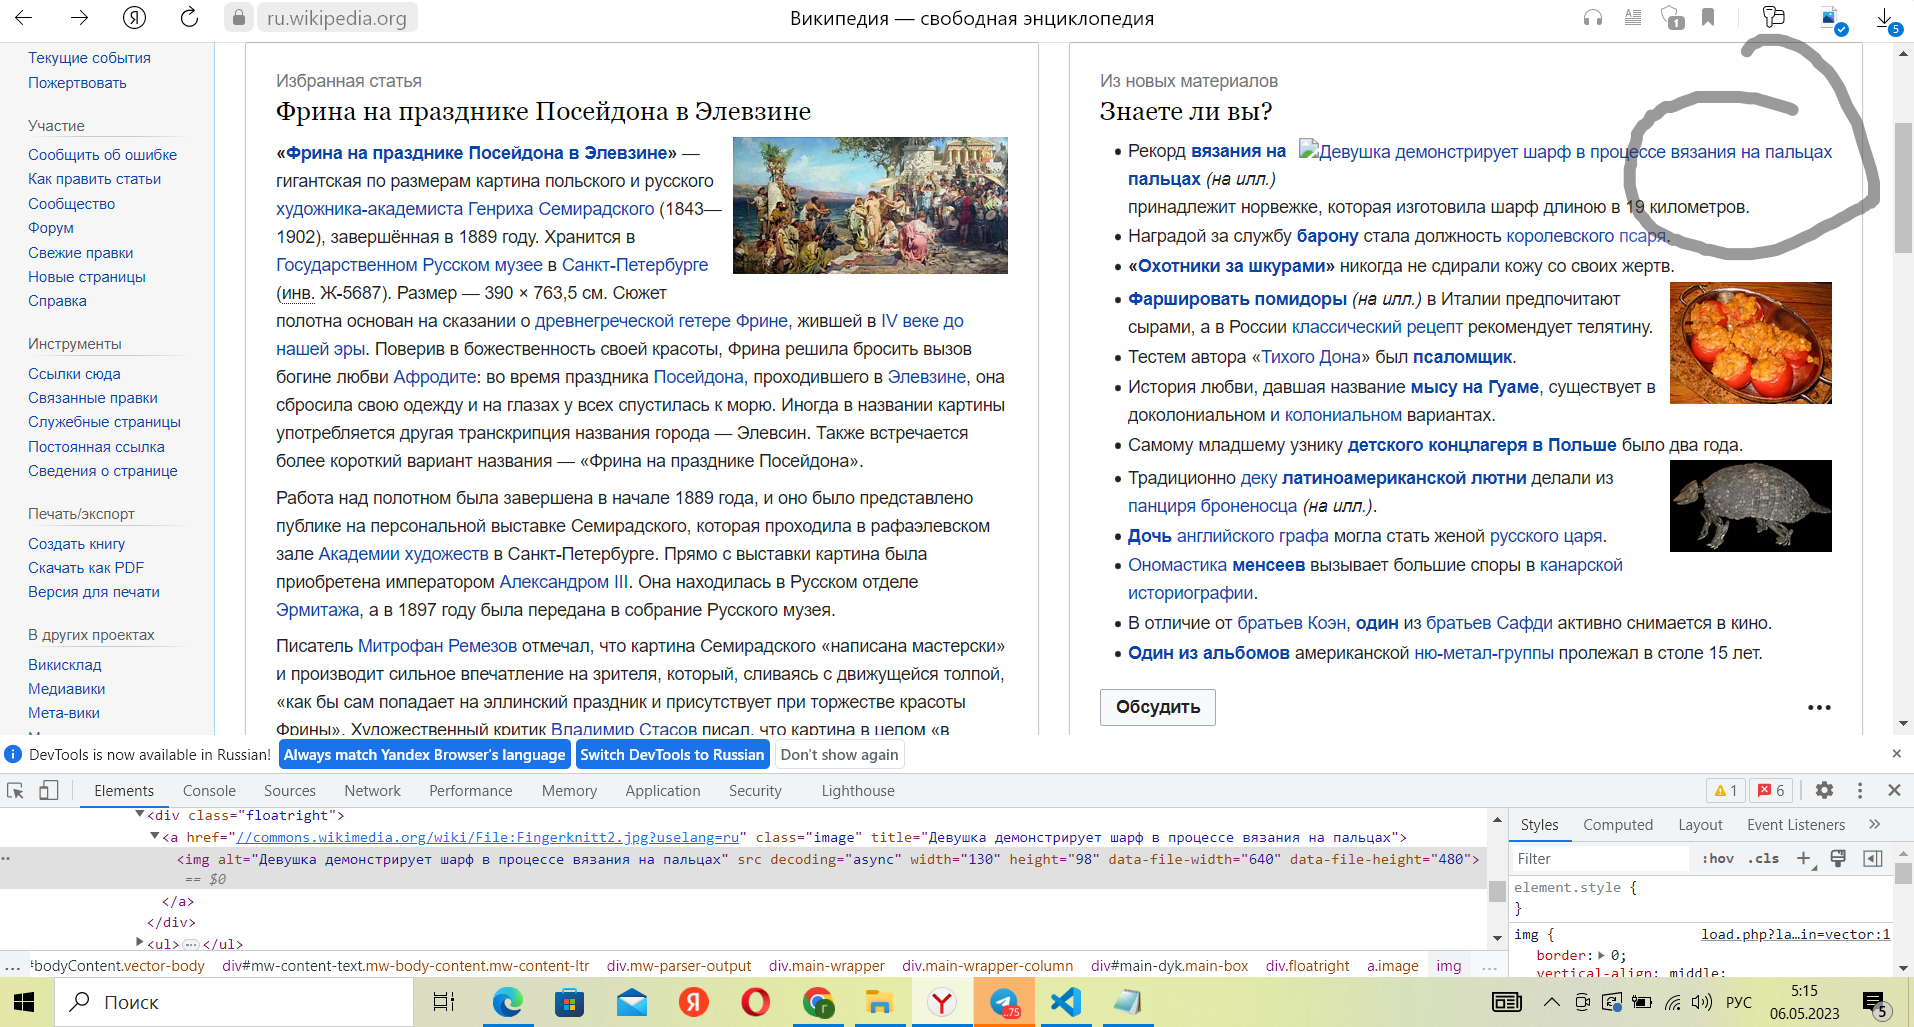 ru.wikipedia.org
Википедия — свободная энциклопедия
1
5
Текущие события
Пожертвовать
Участие
Сообщить об ошибке
Как править статьи
Сообщество
Форум
Свежие правки
Новые страницы
Справка
Инструменты
Ссылки сюда
Связанные правки
Служебные страницы
Постоянная ссылка
Сведения о странице
Печать/экспорт
Создать книгу
Скачать как PDF
Версия для печати
В других проектах
Викисклад
Медиавики
Мета-вики
Избранная статья
Фрина на празднике Посейдона в Элевзине
«Фрина на празднике Посейдона в Элевзине» —
гигантская по размерам картина польского и русского
художника-академиста Генриха Семирадского (1843—
1902), завершённая в 1889 году. Хранится в
Государственном Русском музее в Санкт-Петербурге
(инв. Ж-5687). Размер — 390 × 763,5 см. Сюжет
полотна основан на сказании о древнегреческой гетере Фрине, жившей в IV веке до
нашей эры. Поверив в божественность своей красоты, Фрина решила бросить вызов
богине любви Афродите: во время праздника Посейдона, проходившего в Элевзине, она
сбросила свою одежду и на глазах у всех спустилась к морю. Иногда в названии картины
употребляется другая транскрипция названия города — Элевсин. Также встречается
более короткий вариант названия — «Фрина на празднике Посейдона».
Работа над полотном была завершена в начале 1889 года, и оно было представлено
публике на персональной выставке Семирадского, которая проходила в рафаэлевском
зале Академии художеств в Санкт-Петербурге. Прямо с выставки картина была
приобретена императором Александром III. Она находилась в Русском отделе
Эрмитажа, а в 1897 году была передана в собрание Русского музея.
Писатель Митрофан Ремезов отмечал, что картина Семирадского «написана мастерски»
и производит сильное впечатление на зрителя, который, сливаясь с движущейся толпой,
«как бы сам попадает на эллинский праздник и присутствует при торжестве красоты
Фрины». Художественный критик Владимир Стасов писал, что картина в целом «в
Из новых материалов
Знаете ли вы?
Рекорд вязания на
пальцах (на илл.)
Девушка демонстрирует шарф в процессе вязания на пальцах
принадлежит норвежке, которая изготовила шарф длиною в 19 километров.
Наградой за службу барону стала должность королевского псаря.
«Охотники за шкурами» никогда не сдирали кожу со своих жертв.
Фаршировать помидоры (на илл.) в Италии предпочитают
сырами, а в России классический рецепт рекомендует телятину.
Тестем автора «Тихого Дона» был псаломщик.
История любви, давшая название мысу на Гуаме, существует в
доколониальном и колониальном вариантах.
Самому младшему узнику детского концлагеря в Польше было два года.
Традиционно деку латиноамериканской лютни делали из
панциря броненосца (на илл.).
Дочь английского графа могла стать женой русского царя.
Ономастика менсеев вызывает большие споры в канарской
историографии.
В отличие от братьев Коэн, один из братьев Сафди активно снимается в кино.
Один из альбомов американской ню-метал-группы пролежал в столе 15 лет.
Обсудить
DevTools is now available in Russian! Always match Yandex Browser's language Switch DevTools to Russian Don't show again
Elements Console Sources Network Performance Memory Application Security Lighthouse 1 6
<div class="floatright">
<a href="//commons.wikimedia.org/wiki/File:Fingerknitt2.jpg?uselang=ru" class="image" title="Девушка демонстрирует шарф в процессе вязания на пальцах">
<img alt="Девушка демонстрирует шарф в процессе вязания на пальцах" src decoding="async" width="130" height="98" data-file-width="640" data-file-height="480">
== $0
</a>
</div>
<ul>…</ul>
Styles Computed Layout Event Listeners »
Filter :hov .cls +
element.style {
}
img { load.php?la…in=vector:1
border: 0;
vertical-align: middle;
... #bodyContent.vector-body div#mw-content-text.mw-body-content.mw-content-ltr div.mw-parser-output div.main-wrapper div.main-wrapper-column div#main-dyk.main-box div.floatright a.image img ...
Поиск
..75
РУС
5:15
06.05.2023
5